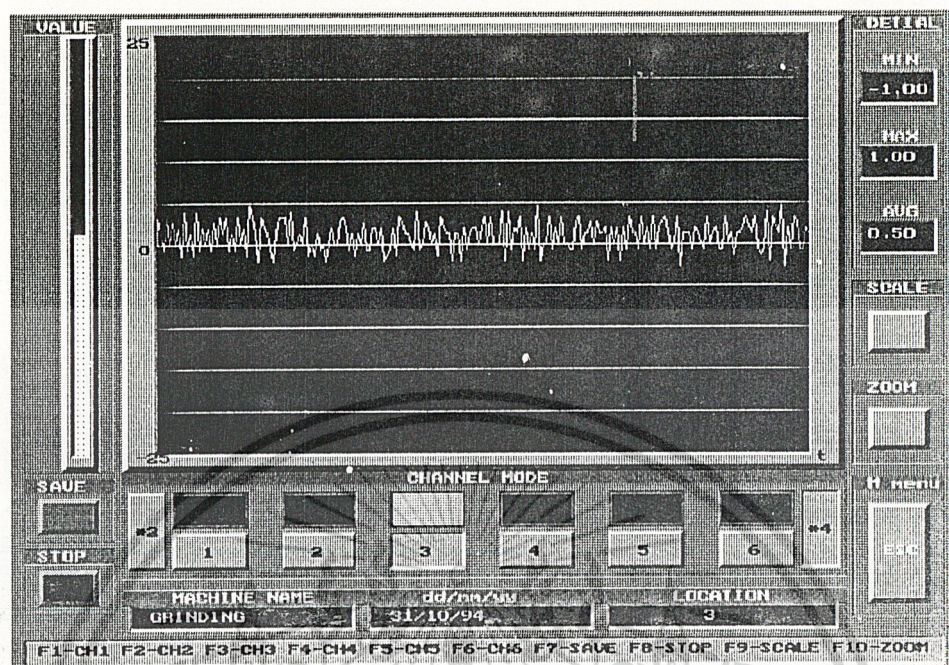 VALUE
DETIAL
25
0
-25
t
MIN
-1,00
MAX
1.00
AVG
0.50
SCALE
ZOOM
M menu
ESC
CHANNEL MODE
SAVE
STOP
#2
1
2
3
4
5
6
#4
MACHINE NAME
dd/mm/yy
LOCATION
GRINDING
31/10/94
3
F1-CH1 F2-CH2 F3-CH3 F4-CH4 F5-CH5 F6-CH6 F7-SAVE F8-STOP F9-SCALE F10-ZOOM